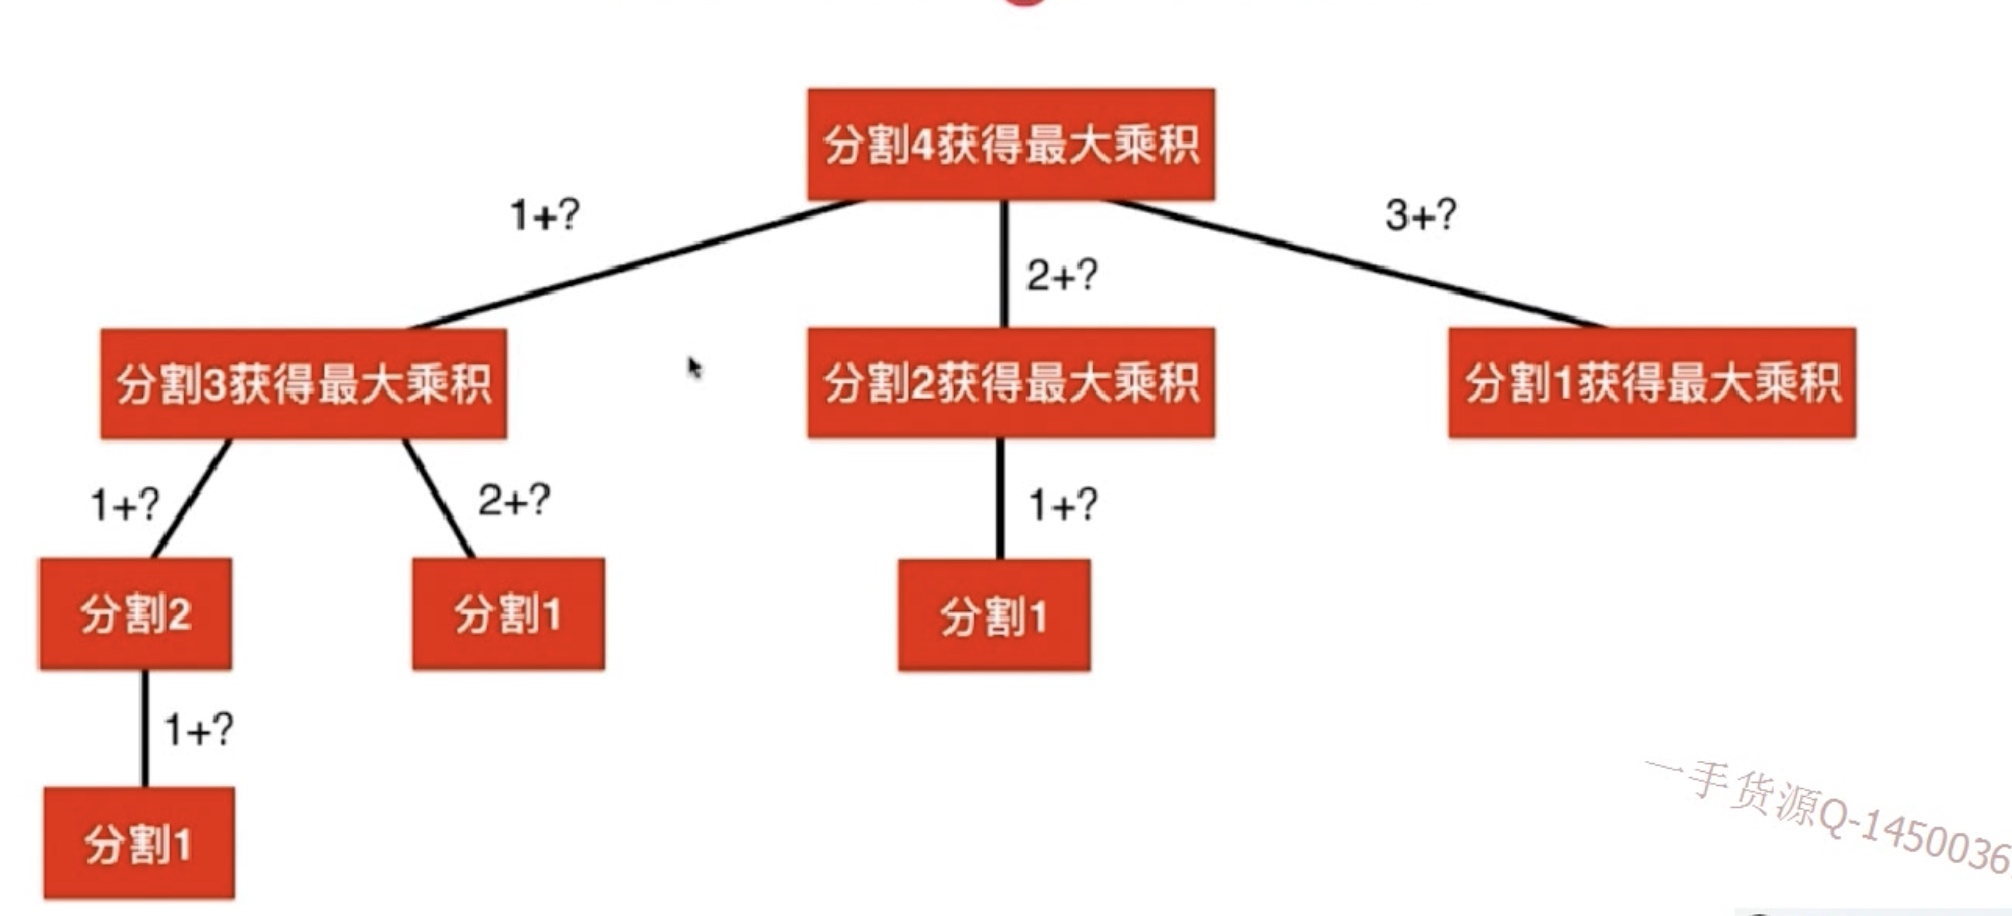 分割4获得最大乘积
1+?
3+?
2+?
分割3获得最大乘积
分割2获得最大乘积
分割1获得最大乘积
1+?
2+?
1+?
分割2
分割1
分割1
1+?
分割1
一手货源Q-1450036